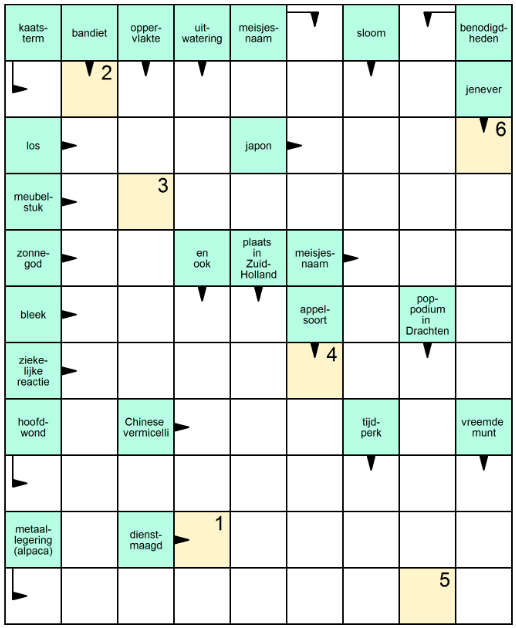 kaats-
term
bandiet
opper-
vlakte
uit-
watering
meisjes-
naam
sloom
benodigd-
heden
2
jenever
los
japon
6
meubel-
stuk
3
zonne-
god
en
ook
plaats
in
Zuid-
Holland
meisjes-
naam
bleek
appel-
soort
pop-
podium
in
Drachten
zieke-
lijke
reactie
4
hoofd-
wond
Chinese
vermicelli
tijd-
perk
vreemde
munt
metaal-
legering
(alpaca)
dienst-
maagd
1
5